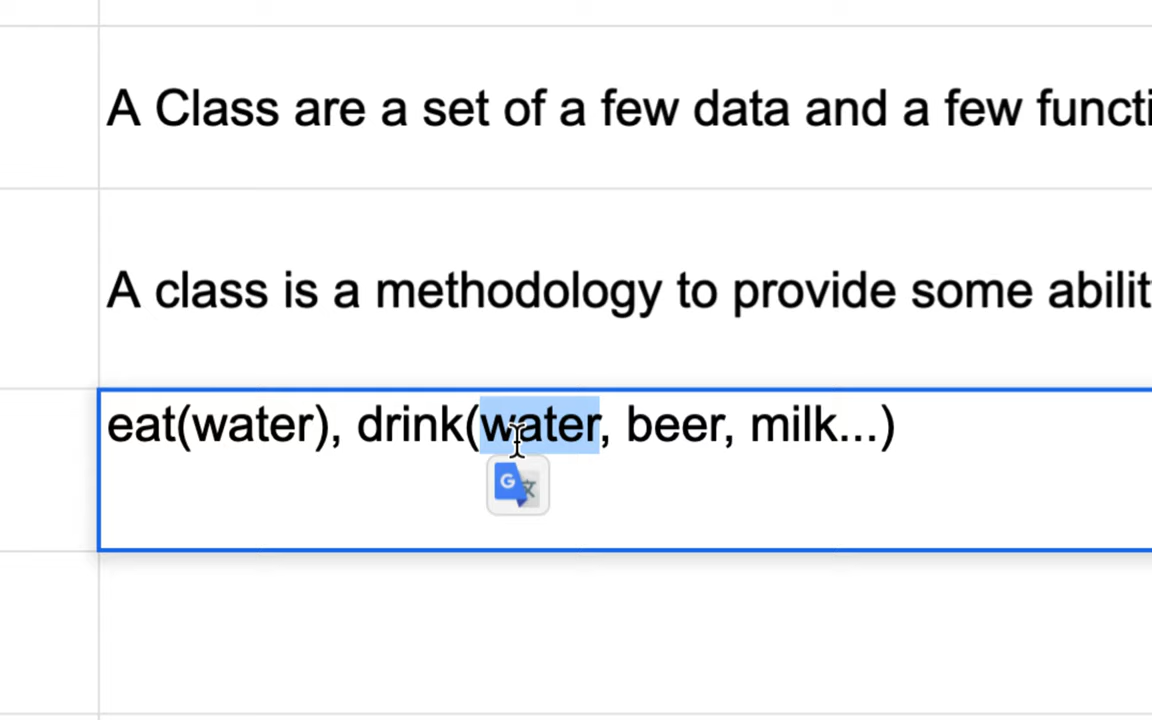 A Class are a set of a few data and a few functi
A class is a methodology to provide some abilit
eat(water), drink(water, beer, milk...)